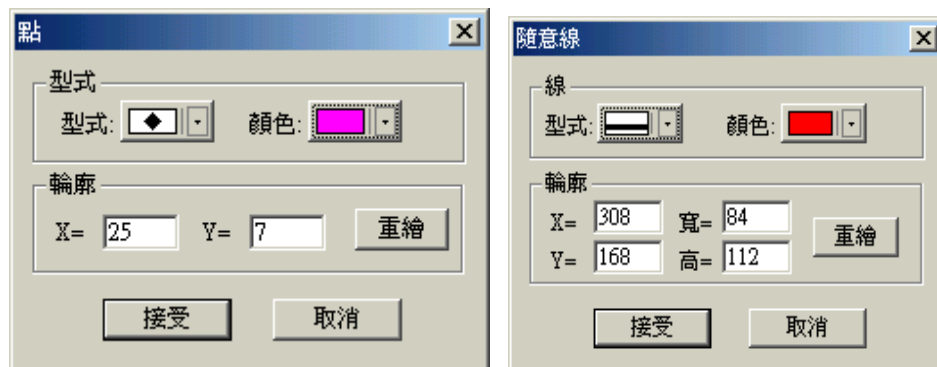 點
型式
型式: 顏色:
輪廓
X= 25 Y= 7 重繪
接受 取消
隨意線
線
型式: 顏色:
輪廓
X= 308 寬= 84
Y= 168 高= 112
重繪
接受 取消